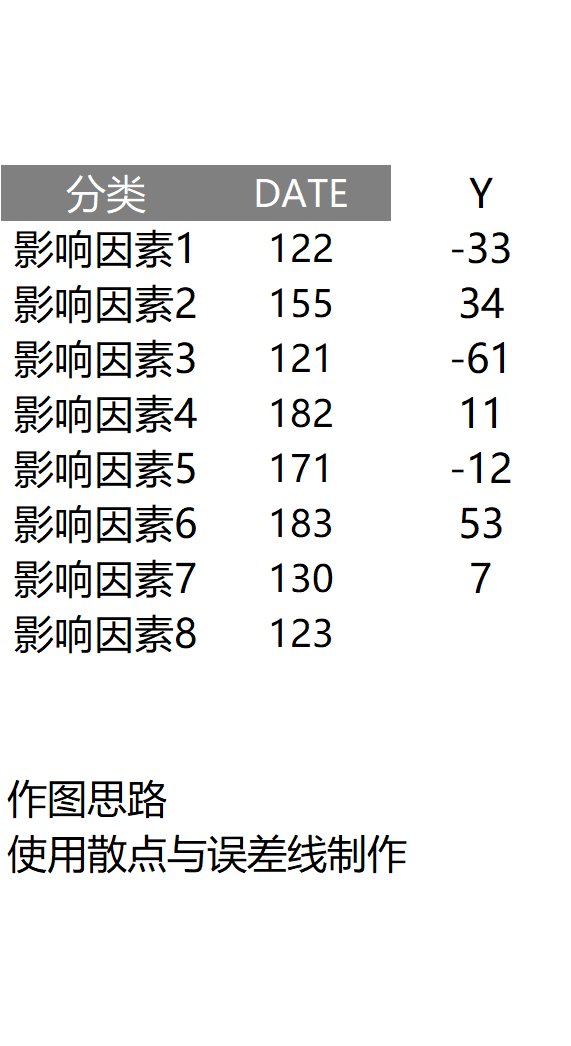 分类 DATE Y
影响因素1 122 -33
影响因素2 155 34
影响因素3 121 -61
影响因素4 182 11
影响因素5 171 -12
影响因素6 183 53
影响因素7 130 7
影响因素8 123
作图思路
使用散点与误差线制作